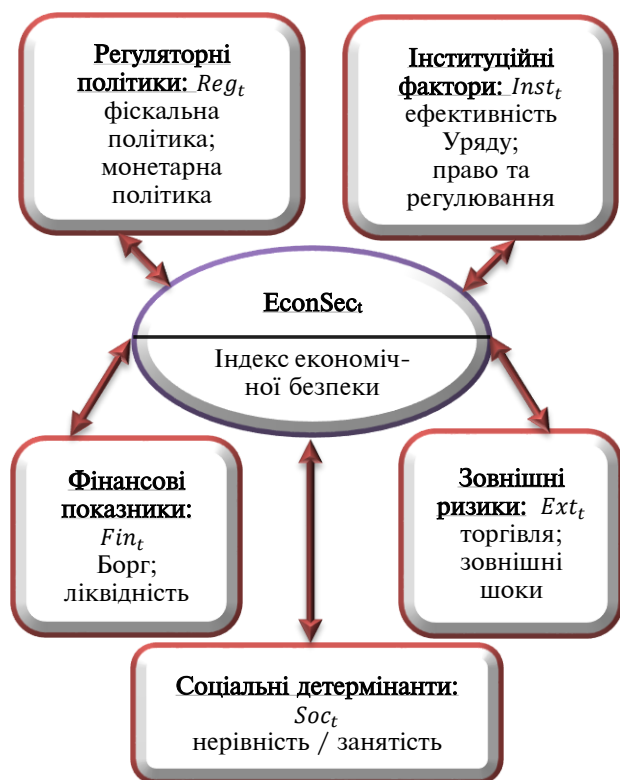 Регуляторні
політики: Reg_t
фіскальна
політика;
монетарна
політика
Інституційні
фактори: Inst_t
ефективність
Уряду;
право та
регулювання
EconSec_t
Індекс економіч-
ної безпеки
Фінансові
показники:
Fin_t
Борг;
ліквідність
Зовнішні
ризики: Ext_t
торгівля;
зовнішні
шоки
Соціальні детермінанти:
Soc_t
нерівність / занятість